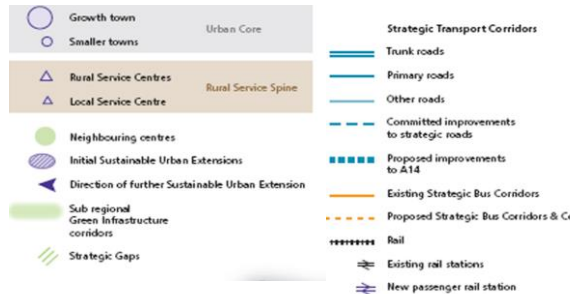 Growth town
Urban Core
Smaller towns
Rural Service Centres
Rural Service Spine
Local Service Centre
Neighbouring centres
Initial Sustainable Urban Extensions
Direction of further Sustainable Urban Extension
Sub regional
Green Infrastructure
corridors
Strategic Gaps
Strategic Transport Corridors
Trunk roads
Primary roads
Other roads
Committed improvements
to strategic roads
Proposed improvements
to A14
Existing Strategic Bus Corridors
Proposed Strategic Bus Corridors & C
Rail
Existing rail stations
New passenger rail station